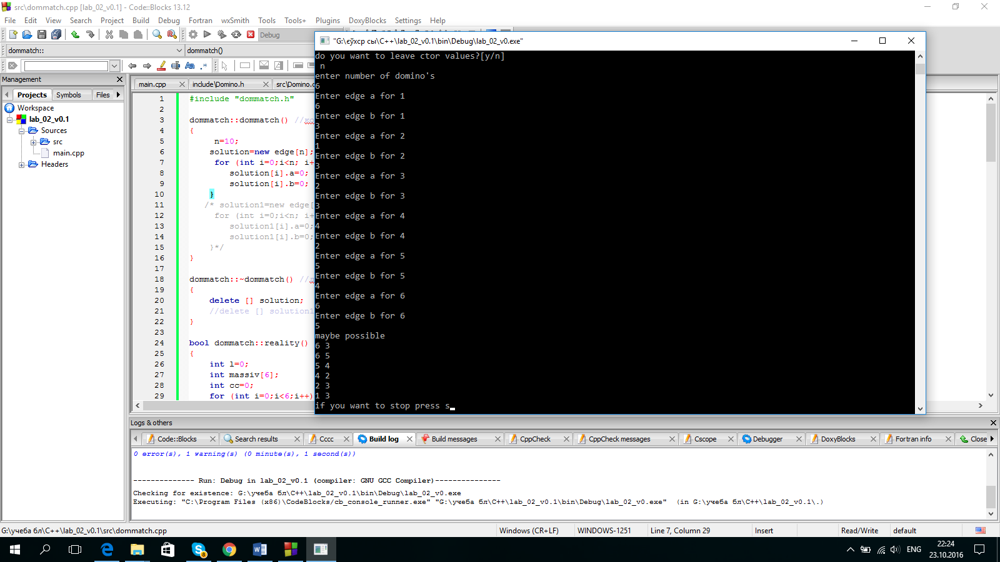 src\dommatch.cpp [lab_02_v0.1] - Code::Blocks 13.12
File Edit View Search Project Build Debug Fortran wxSmith Tools Tools+ Plugins DoxyBlocks Settings Help
Debug
dommatch:: dommatch()
Aa .*
Management
Projects Symbols Files
Workspace
lab_02_v0.1
Sources
src
main.cpp
Headers
main.cpp include\Domino.h src\Domino.c
1 #include "dommatch.h"
2
3 dommatch::dommatch() //ко
4 {
5 n=10;
6 solution=new edge[n];
7 for (int i=0;i<n; i+
8 solution[i].a=0;
9 solution[i].b=0;
10 }
11 /* solution1=new edge[
12 for (int i=0;i<n; i+
13 solution1[i].a=0;
14 solution1[i].b=0;
15 }*/
16 }
17
18 dommatch::~dommatch() //
19 {
20 delete [] solution;
21 //delete [] solution1
22 }
23
24 bool dommatch::reality()
25 {
26 int l=0;
27 int massiv[6];
28 int cc=0;
29 for (int i=0;i<6;i++)
"G:\єўхср сы\C++\lab_02_v0.1\bin\Debug\lab_02_v0.exe"
do you want to leave ctor values?[y/n]
n
enter number of domino's
6
Enter edge a for 1
6
Enter edge b for 1
3
Enter edge a for 2
1
Enter edge b for 2
3
Enter edge a for 3
2
Enter edge b for 3
3
Enter edge a for 4
4
Enter edge b for 4
2
Enter edge a for 5
5
Enter edge b for 5
4
Enter edge a for 6
6
Enter edge b for 6
5
maybe possible
6 3
6 5
5 4
4 2
2 3
1 3
if you want to stop press s
Logs & others
Code::Blocks Search results Cccc Build log Build messages CppCheck CppCheck messages Cscope Debugger DoxyBlocks Fortran info Close
0 error(s), 1 warning(s) (0 minute(s), 1 second(s))
-------------- Run: Debug in lab_02_v0.1 (compiler: GNU GCC Compiler)---------------
Checking for existence: G:\учеба бл\C++\lab_02_v0.1\bin\Debug\lab_02_v0.exe
Executing: "C:\Program Files (x86)\CodeBlocks/cb_console_runner.exe" "G:\учеба бл\C++\lab_02_v0.1\bin\Debug\lab_02_v0.exe" (in G:\учеба бл\C++\lab_02_v0.1\.)
G:\учеба бл\C++\lab_02_v0.1\src\dommatch.cpp Windows (CR+LF) WINDOWS-1251 Line 7, Column 29 Insert Read/Write default
8 ENG 22:24
23.10.2016